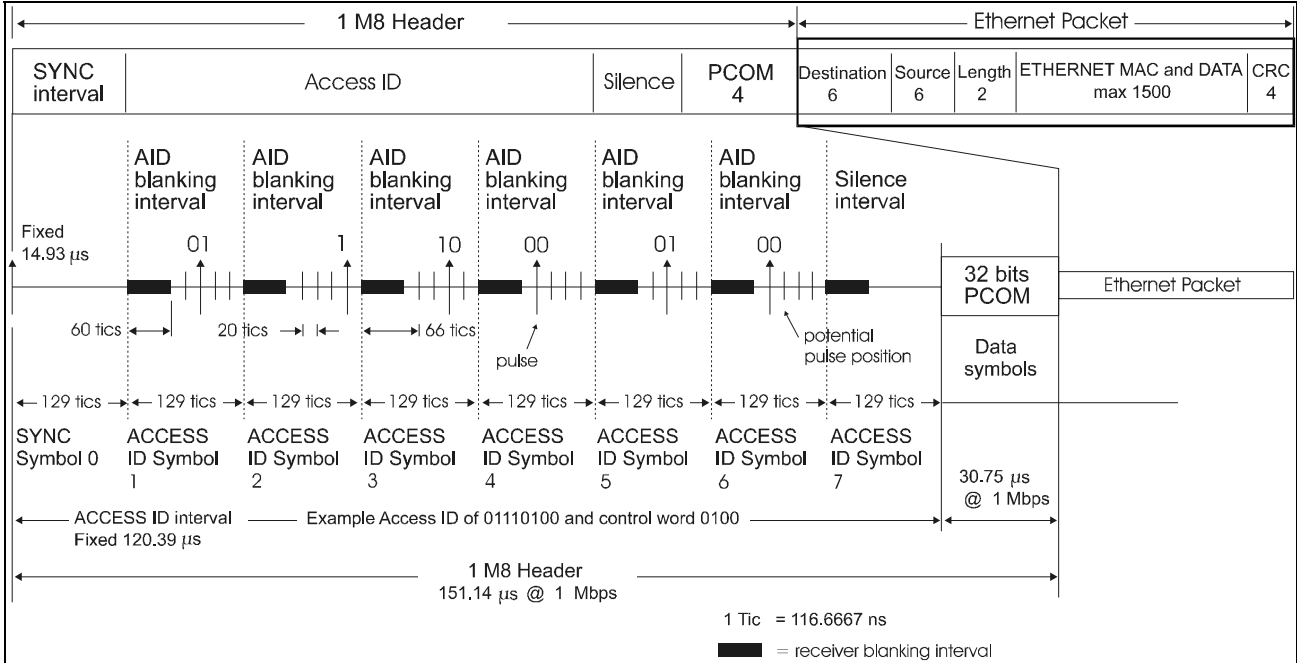 1 M8 Header
Ethernet Packet
SYNC interval
Access ID
Silence
PCOM 4
Destination 6
Source 6
Length 2
ETHERNET MAC and DATA max 1500
CRC 4
AID blanking interval
AID blanking interval
AID blanking interval
AID blanking interval
AID blanking interval
AID blanking interval
Silence interval
Fixed 14.93 µs
01
1
10
00
01
00
32 bits PCOM
Ethernet Packet
60 tics
20 tics
66 tics
pulse
potential pulse position
Data symbols
129 tics
129 tics
129 tics
129 tics
129 tics
129 tics
129 tics
129 tics
SYNC Symbol 0
ACCESS ID Symbol 1
ACCESS ID Symbol 2
ACCESS ID Symbol 3
ACCESS ID Symbol 4
ACCESS ID Symbol 5
ACCESS ID Symbol 6
ACCESS ID Symbol 7
30.75 µs @ 1 Mbps
ACCESS ID interval Fixed 120.39 µs
Example Access ID of 01110100 and control word 0100
1 M8 Header
151.14 µs @ 1 Mbps
1 Tic = 116.6667 ns
= receiver blanking interval